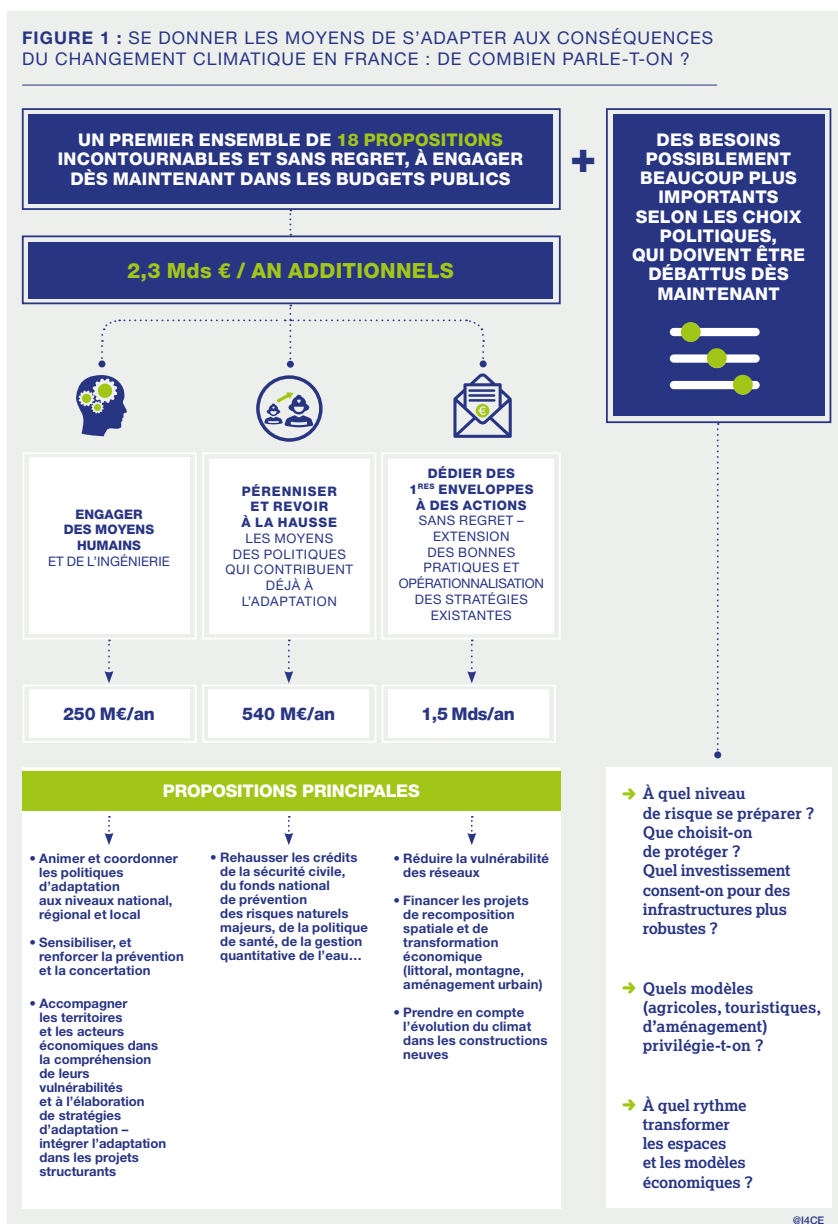 FIGURE 1 : SE DONNER LES MOYENS DE S'ADAPTER AUX CONSÉQUENCES
DU CHANGEMENT CLIMATIQUE EN FRANCE : DE COMBIEN PARLE-T-ON ?
UN PREMIER ENSEMBLE DE 18 PROPOSITIONS
INCONTOURNABLES ET SANS REGRET, À ENGAGER
DÈS MAINTENANT DANS LES BUDGETS PUBLICS
+
DES BESOINS
POSSIBLEMENT
BEAUCOUP PLUS
IMPORTANTS
SELON LES CHOIX
POLITIQUES,
QUI DOIVENT ÊTRE
DÉBATTUS DÈS
MAINTENANT
2,3 Mds € / AN ADDITIONNELS
€
ENGAGER
DES MOYENS
HUMAINS
ET DE L'INGÉNIERIE
PÉRENNISER
ET REVOIR
À LA HAUSSE
LES MOYENS
DES POLITIQUES
QUI CONTRIBUENT
DÉJÀ À
L'ADAPTATION
DÉDIER DES
1RES ENVELOPPES
À DES ACTIONS
SANS REGRET –
EXTENSION
DES BONNES
PRATIQUES ET
OPÉRATIONNALISATION
DES STRATÉGIES
EXISTANTES
250 M€/an
540 M€/an
1,5 Mds/an
PROPOSITIONS PRINCIPALES
• Animer et coordonner
les politiques
d'adaptation
aux niveaux national,
régional et local
• Sensibiliser, et
renforcer la prévention
et la concertation
• Accompagner
les territoires
et les acteurs
économiques dans
la compréhension
de leurs
vulnérabilités
et à l'élaboration
de stratégies
d'adaptation –
intégrer l'adaptation
dans les projets
structurants
• Rehausser les crédits
de la sécurité civile,
du fonds national
de prévention
des risques naturels
majeurs, de la politique
de santé, de la gestion
quantitative de l'eau…
• Réduire la vulnérabilité
des réseaux
• Financer les projets
de recomposition
spatiale et de
transformation
économique
(littoral, montagne,
aménagement urbain)
• Prendre en compte
l'évolution du climat
dans les constructions
neuves
→ À quel niveau
de risque se préparer ?
Que choisit-on
de protéger ?
Quel investissement
consent-on pour des
infrastructures plus
robustes ?
→ Quels modèles
(agricoles, touristiques,
d'aménagement)
privilégie-t-on ?
→ À quel rythme
transformer
les espaces
et les modèles
économiques ?
@I4CE